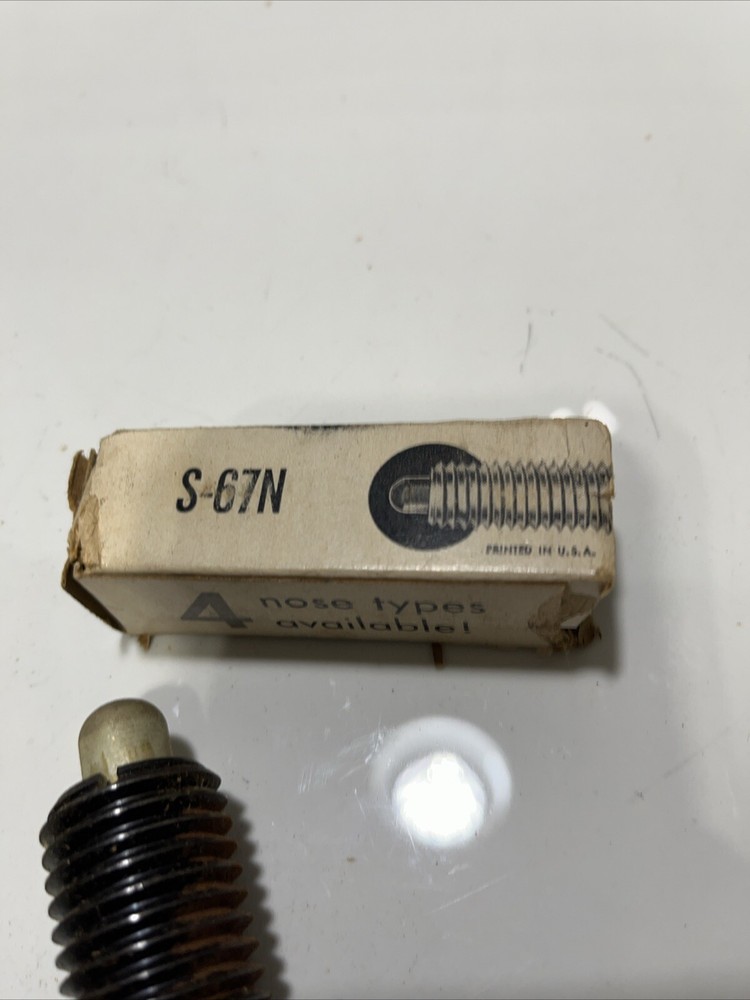 S-67N
PRINTED IN U.S.A.
4 nose types
available!